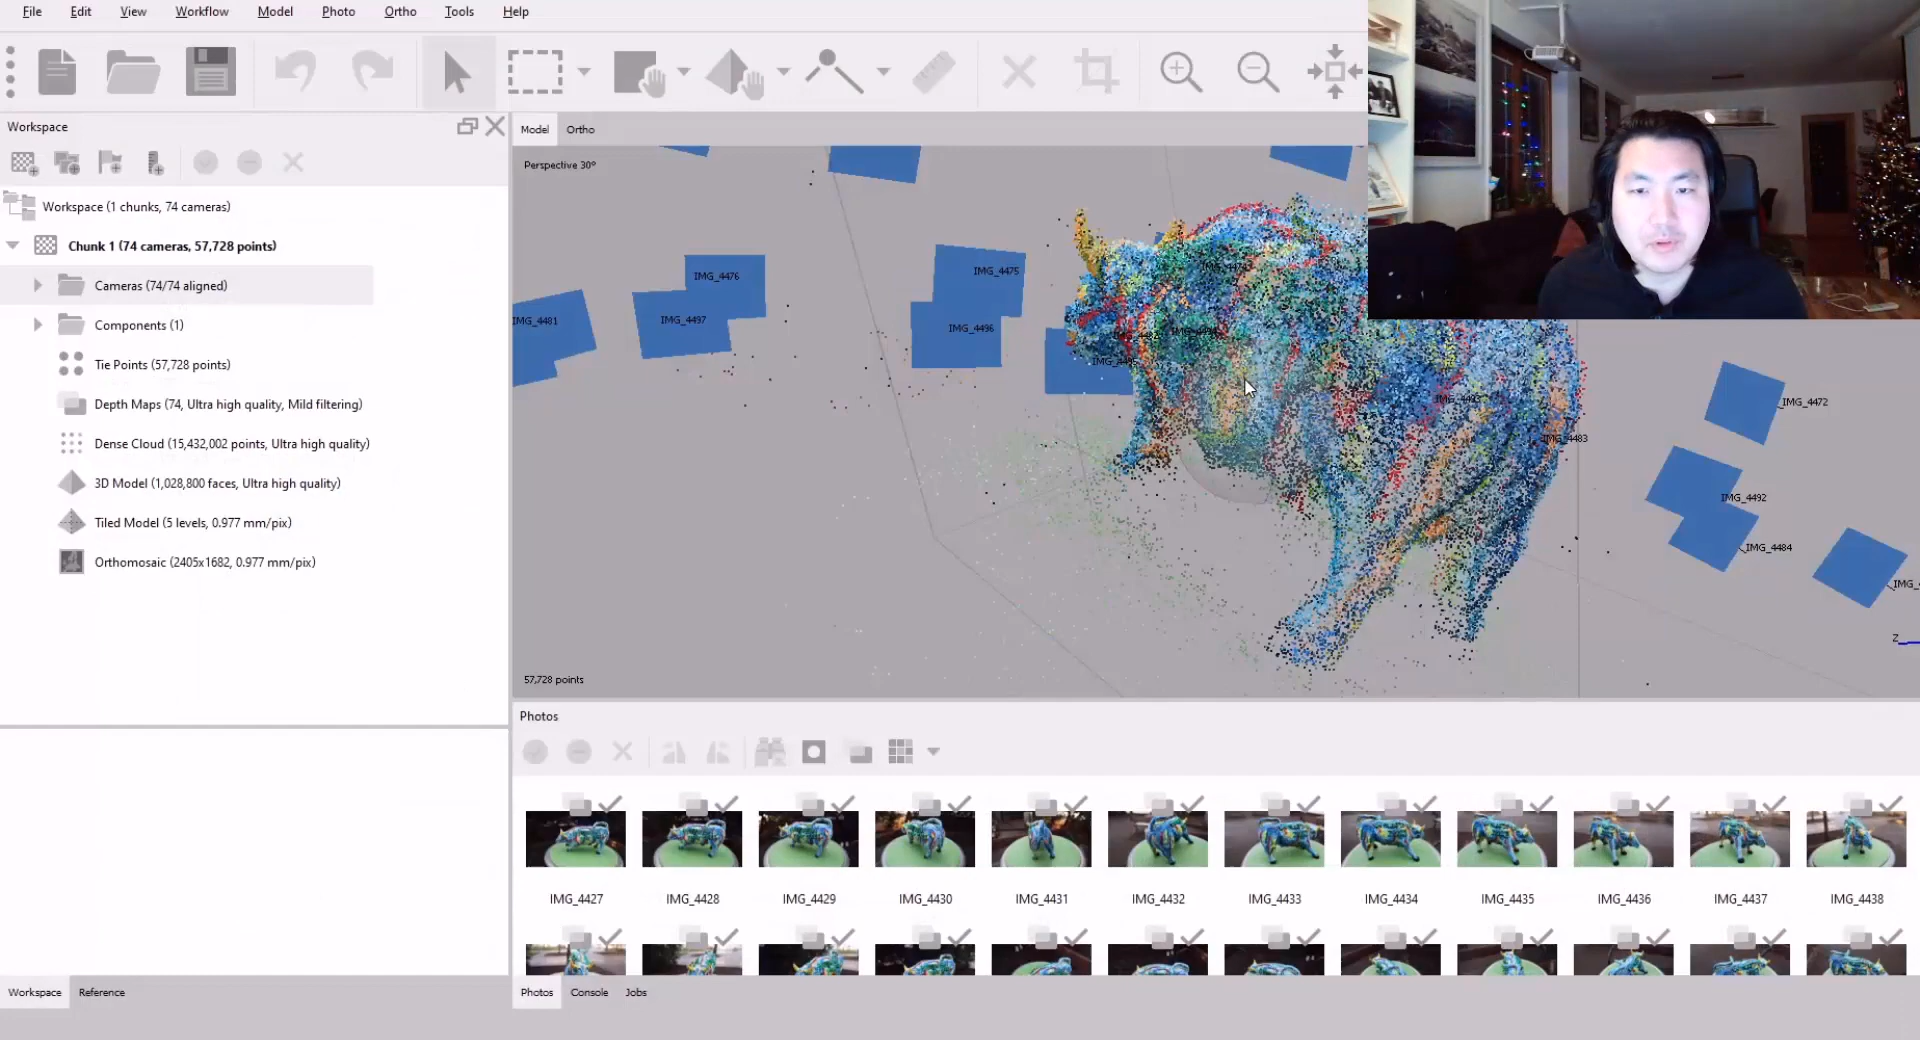 File Edit View Workflow Model Photo Ortho Tools Help
Workspace
Workspace (1 chunks, 74 cameras)
Chunk 1 (74 cameras, 57,728 points)
Cameras (74/74 aligned)
Components (1)
Tie Points (57,728 points)
Depth Maps (74, Ultra high quality, Mild filtering)
Dense Cloud (15,432,002 points, Ultra high quality)
3D Model (1,028,800 faces, Ultra high quality)
Tiled Model (5 levels, 0.977 mm/pix)
Orthomosaic (2405x1682, 0.977 mm/pix)
Workspace Reference
Model Ortho
Perspective 30°
IMG_4476
IMG_4475
IMG_4481
IMG_4497
IMG_4496
IMG_4472
IMG_4483
IMG_4492
IMG_4484
Z
57,728 points
Photos
IMG_4427 IMG_4428 IMG_4429 IMG_4430 IMG_4431 IMG_4432 IMG_4433 IMG_4434 IMG_4435 IMG_4436 IMG_4437 IMG_4438
Photos Console Jobs